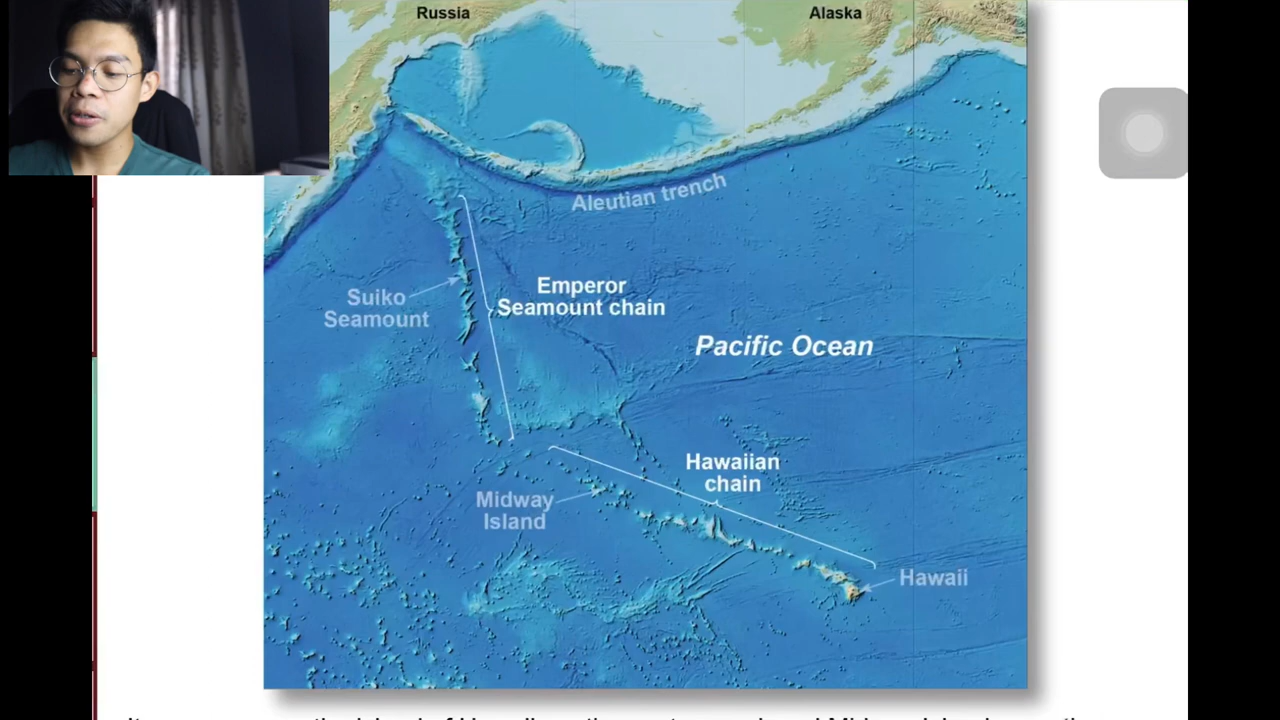 Russia
Alaska
Aleutian trench
Suiko
Seamount
Emperor
Seamount chain
Pacific Ocean
Hawaiian
chain
Midway
Island
Hawaii